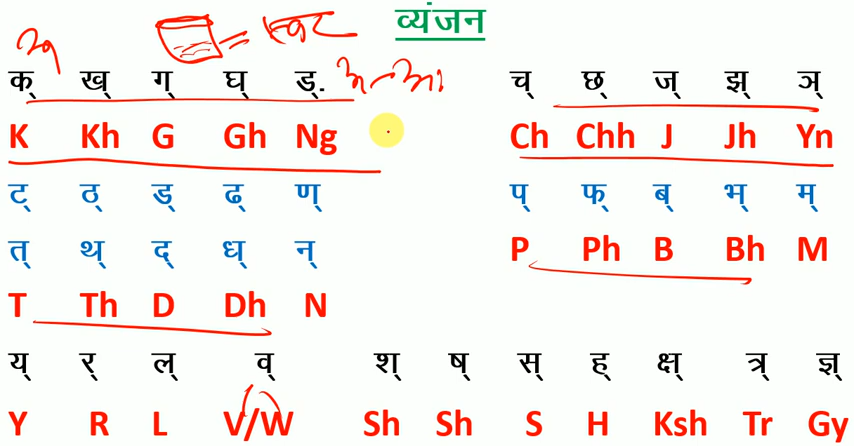 व्यंजन
= स्वर
क् ख् ग् घ् ड्. अ-अः च् छ् ज् झ् ञ्
K Kh G Gh Ng Ch Chh J Jh Yn
ट् ठ् ड् ढ् ण् प् फ् ब् भ् म्
त् थ् द् ध् न् P Ph B Bh M
T Th D Dh N
य् र् ल् व् श् ष् स् ह् क्ष् त्र् ज्ञ्
Y R L V/W Sh Sh S H Ksh Tr Gy